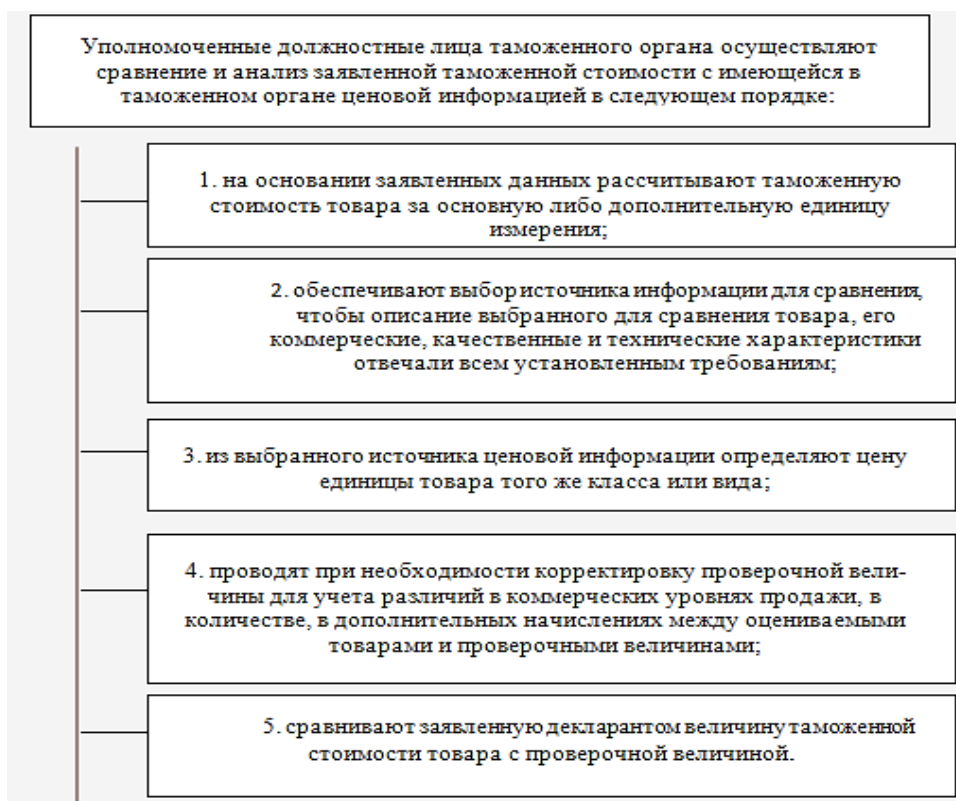 Уполномоченные должностные лица таможенного органа осуществляют
сравнение и анализ заявленной таможенной стоимости с имеющейся в
таможенном органе ценовой информацией в следующем порядке:
1. на основании заявленных данных рассчитывают таможенную
стоимость товара за основную либо дополнительную единицу
измерения;
2. обеспечивают выбор источника информации для сравнения,
чтобы описание выбранного для сравнения товара, его
коммерческие, качественные и технические характеристики
отвечали всем установленным требованиям;
3. из выбранного источника ценовой информации определяют цену
единицы товара того же класса или вида;
4. проводят при необходимости корректировку проверочной вели-
чины для учета различий в коммерческих уровнях продажи, в
количестве, в дополнительных начислениях между оцениваемыми
товарами и проверочными величинами;
5. сравнивают заявленную декларантом величину таможенной
стоимости товара с проверочной величиной.